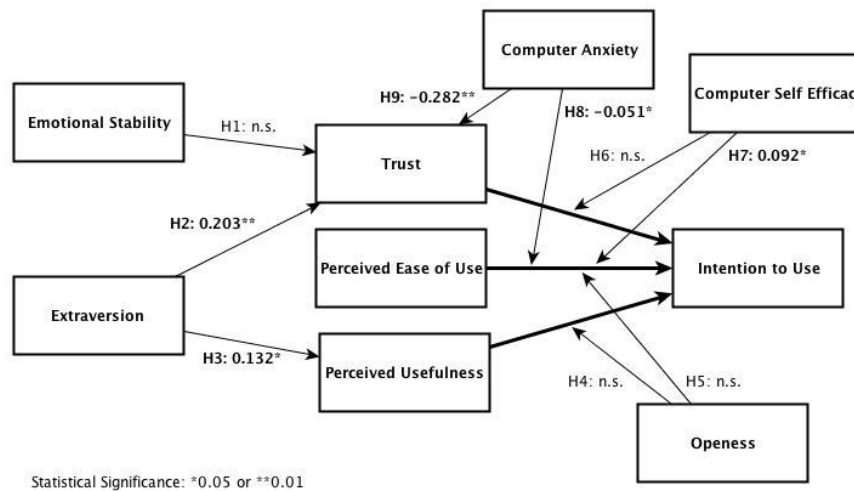 Computer Anxiety
Computer Self Efficac
Emotional Stability
H9: -0.282**
H8: -0.051*
H1: n.s.
Trust
H6: n.s.
H7: 0.092*
H2: 0.203**
Perceived Ease of Use
Intention to Use
Extraversion
H3: 0.132*
Perceived Usefulness
H4: n.s.
H5: n.s.
Openess
Statistical Significance: *0.05 or **0.01